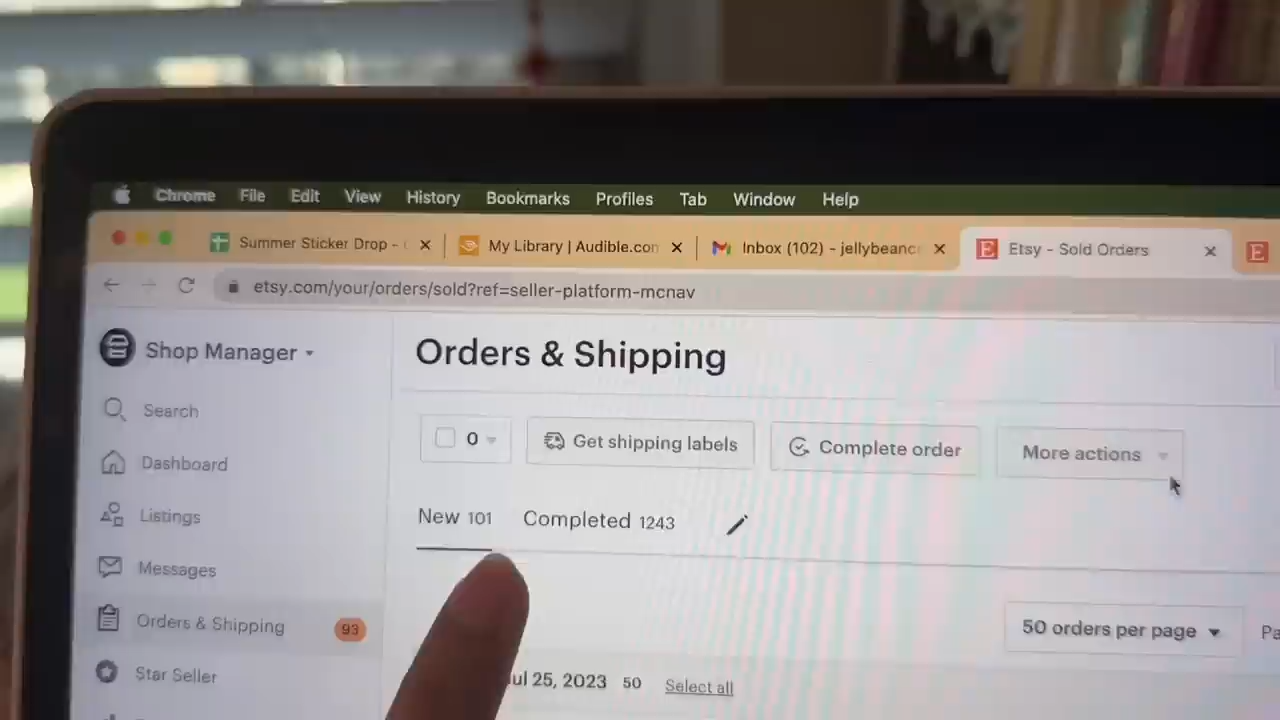 Chrome File Edit View History Bookmarks Profiles Tab Window Help
Summer Sticker Drop - My Library | Audible.com Inbox (102) - jellybeanc Etsy - Sold Orders
etsy.com/your/orders/sold?ref=seller-platform-mcnav
Shop Manager
Orders & Shipping
Search
0 Get shipping labels Complete order More actions
Dashboard
Listings
New 101 Completed 1243
Messages
Orders & Shipping 93
50 orders per page Pa
Star Seller
ul 25, 2023 50 Select all